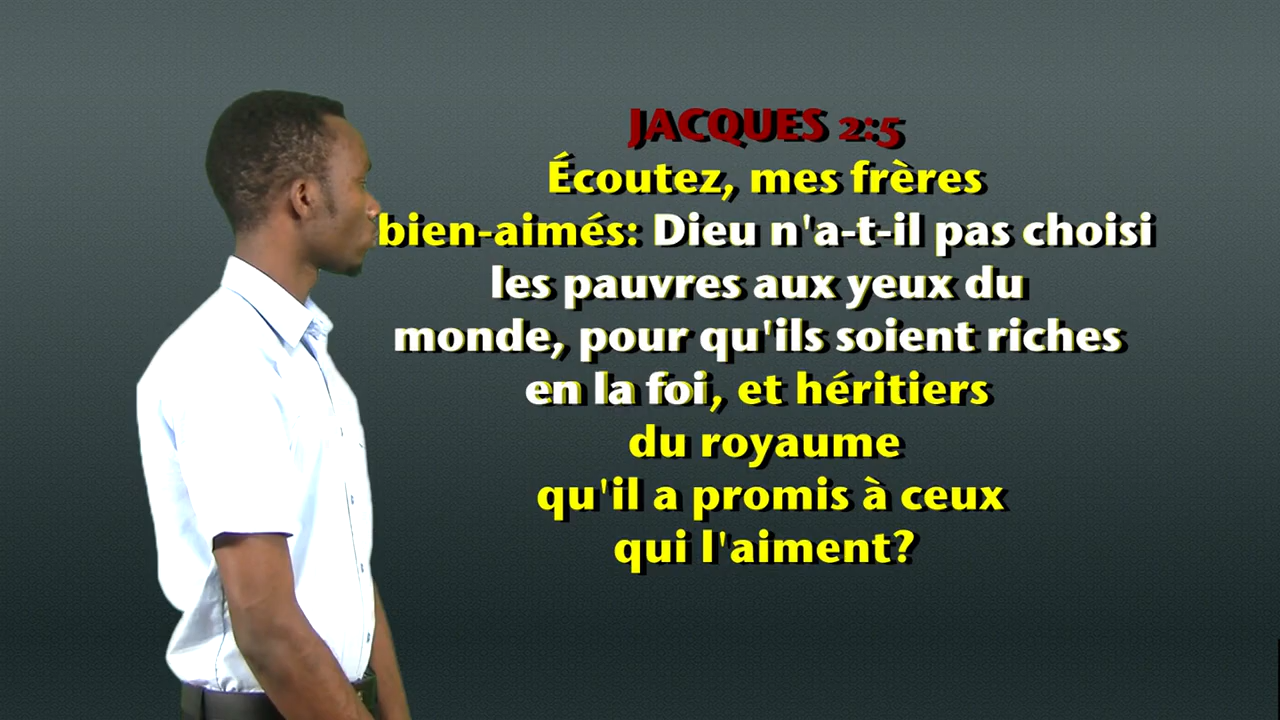 JACQUES 2:5
Écoutez, mes frères
bien-aimés: Dieu n'a-t-il pas choisi
les pauvres aux yeux du
monde, pour qu'ils soient riches
en la foi, et héritiers
du royaume
qu'il a promis à ceux
qui l'aiment?